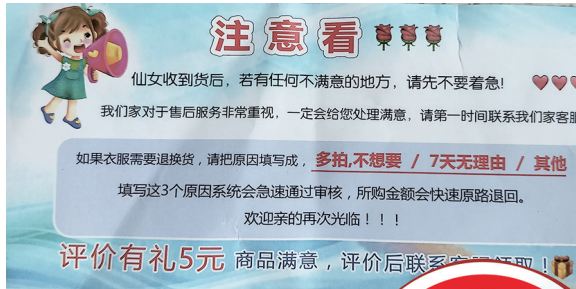 注意看
仙女收到货后，若有任何不满意的地方，请先不要着急!
我们家对于售后服务非常重视，一定会给您处理满意，请第一时间联系我们家客服
如果衣服需要退换货，请把原因填写成，多拍,不想要 / 7天无理由 / 其他
填写这3个原因系统会急速通过审核，所购金额会快速原路退回。
欢迎亲的再次光临！！！
评价有礼5元 商品满意，评价后联系客服领取！